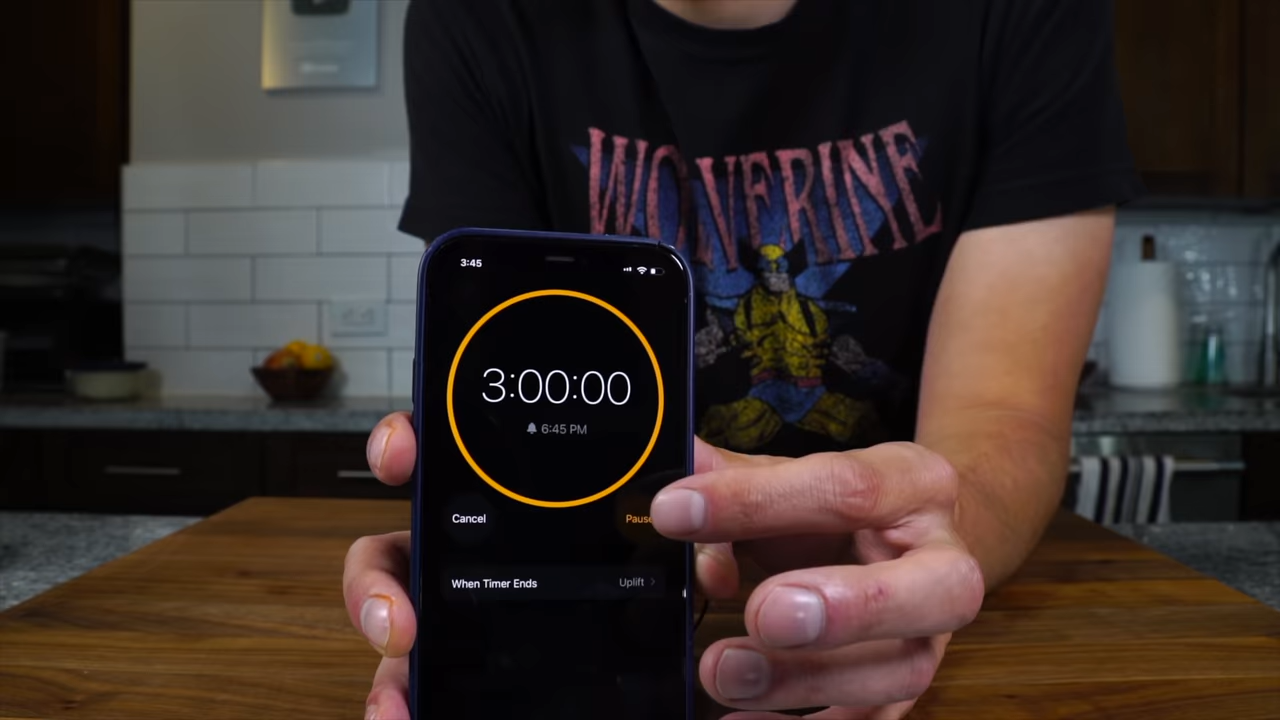 WOLVERINE
3:45
3:00:00
6:45 PM
Cancel
Pause
When Timer Ends
Uplift